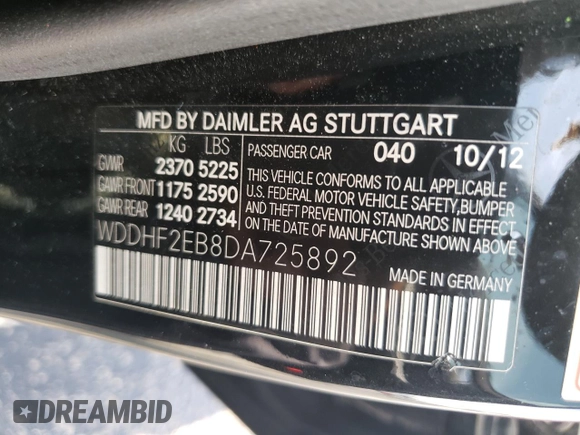 MFD BY DAIMLER AG STUTTGART
KG LBS
GVWR 2370 5225
GAWR FRONT 1175 2590
GAWR REAR 1240 2734
PASSENGER CAR 040 10/12
THIS VEHICLE CONFORMS TO ALL APPLICABLE
U.S. FEDERAL MOTOR VEHICLE SAFETY, BUMPER
AND THEFT PREVENTION STANDARDS IN EFFECT
ON DATE OF MANUFACTURE SHOWN ABOVE.
WDDHF2EB8DA725892
MADE IN GERMANY
DREAMBID